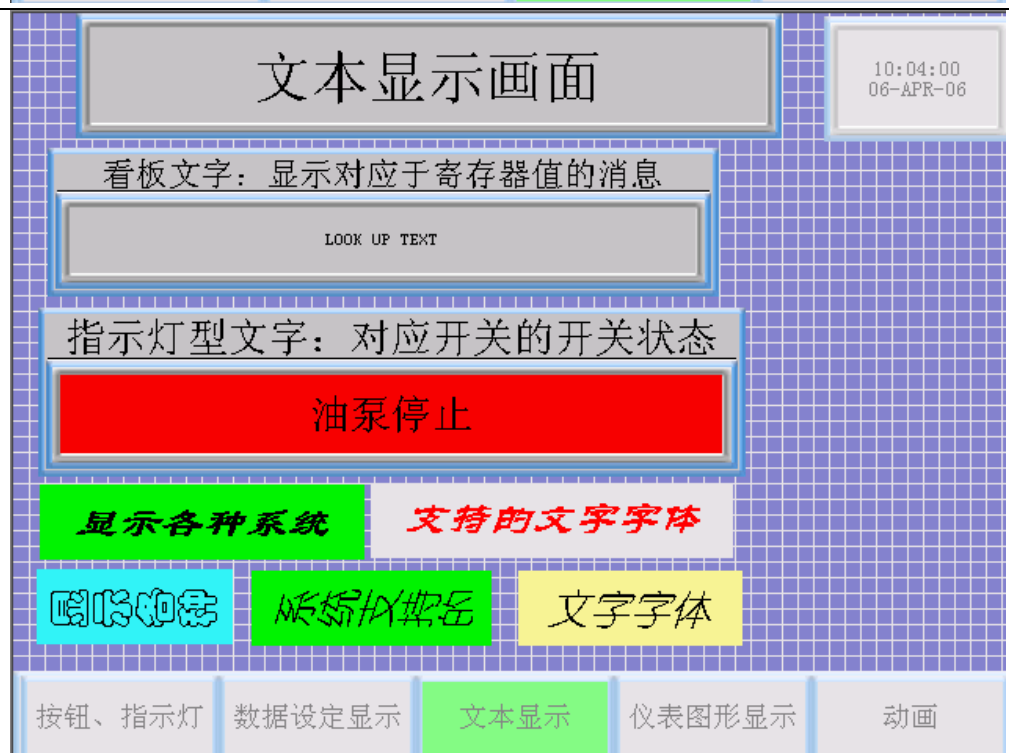 文本显示画面
10:04:00
06-APR-06
看板文字：显示对应于寄存器值的消息
LOOK UP TEXT
指示灯型文字：对应开关的开关状态
油泵停止
显示各种系统
支持的文字字体
文字字体
按钮、指示灯
数据设定显示
文本显示
仪表图形显示
动画